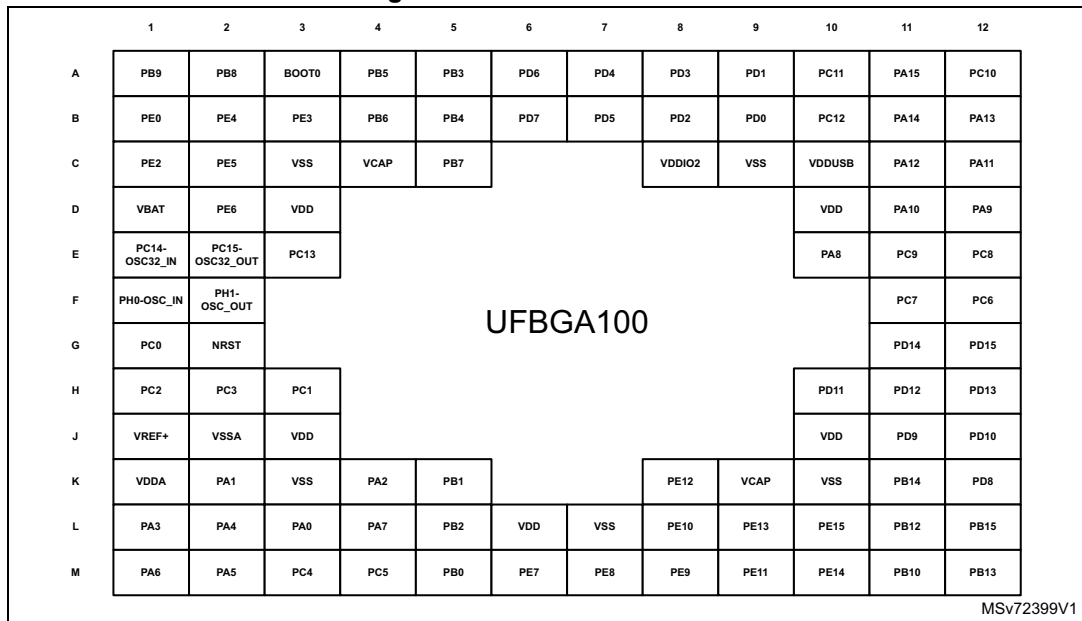 1 2 3 4 5 6 7 8 9 10 11 12
A PB9 PB8 BOOT0 PB5 PB3 PD6 PD4 PD3 PD1 PC11 PA15 PC10
B PE0 PE4 PE3 PB6 PB4 PD7 PD5 PD2 PD0 PC12 PA14 PA13
C PE2 PE5 VSS VCAP PB7 VDDIO2 VSS VDDUSB PA12 PA11
D VBAT PE6 VDD VDD PA10 PA9
E PC14-OSC32_IN PC15-OSC32_OUT PC13 PA8 PC9 PC8
F PH0-OSC_IN PH1-OSC_OUT PC7 PC6
UFBGA100
G PC0 NRST PD14 PD15
H PC2 PC3 PC1 PD11 PD12 PD13
J VREF+ VSSA VDD VDD PD9 PD10
K VDDA PA1 VSS PA2 PB1 PE12 VCAP VSS PB14 PD8
L PA3 PA4 PA0 PA7 PB2 VDD VSS PE10 PE13 PE15 PB12 PB15
M PA6 PA5 PC4 PC5 PB0 PE7 PE8 PE9 PE11 PE14 PB10 PB13
MSv72399V1